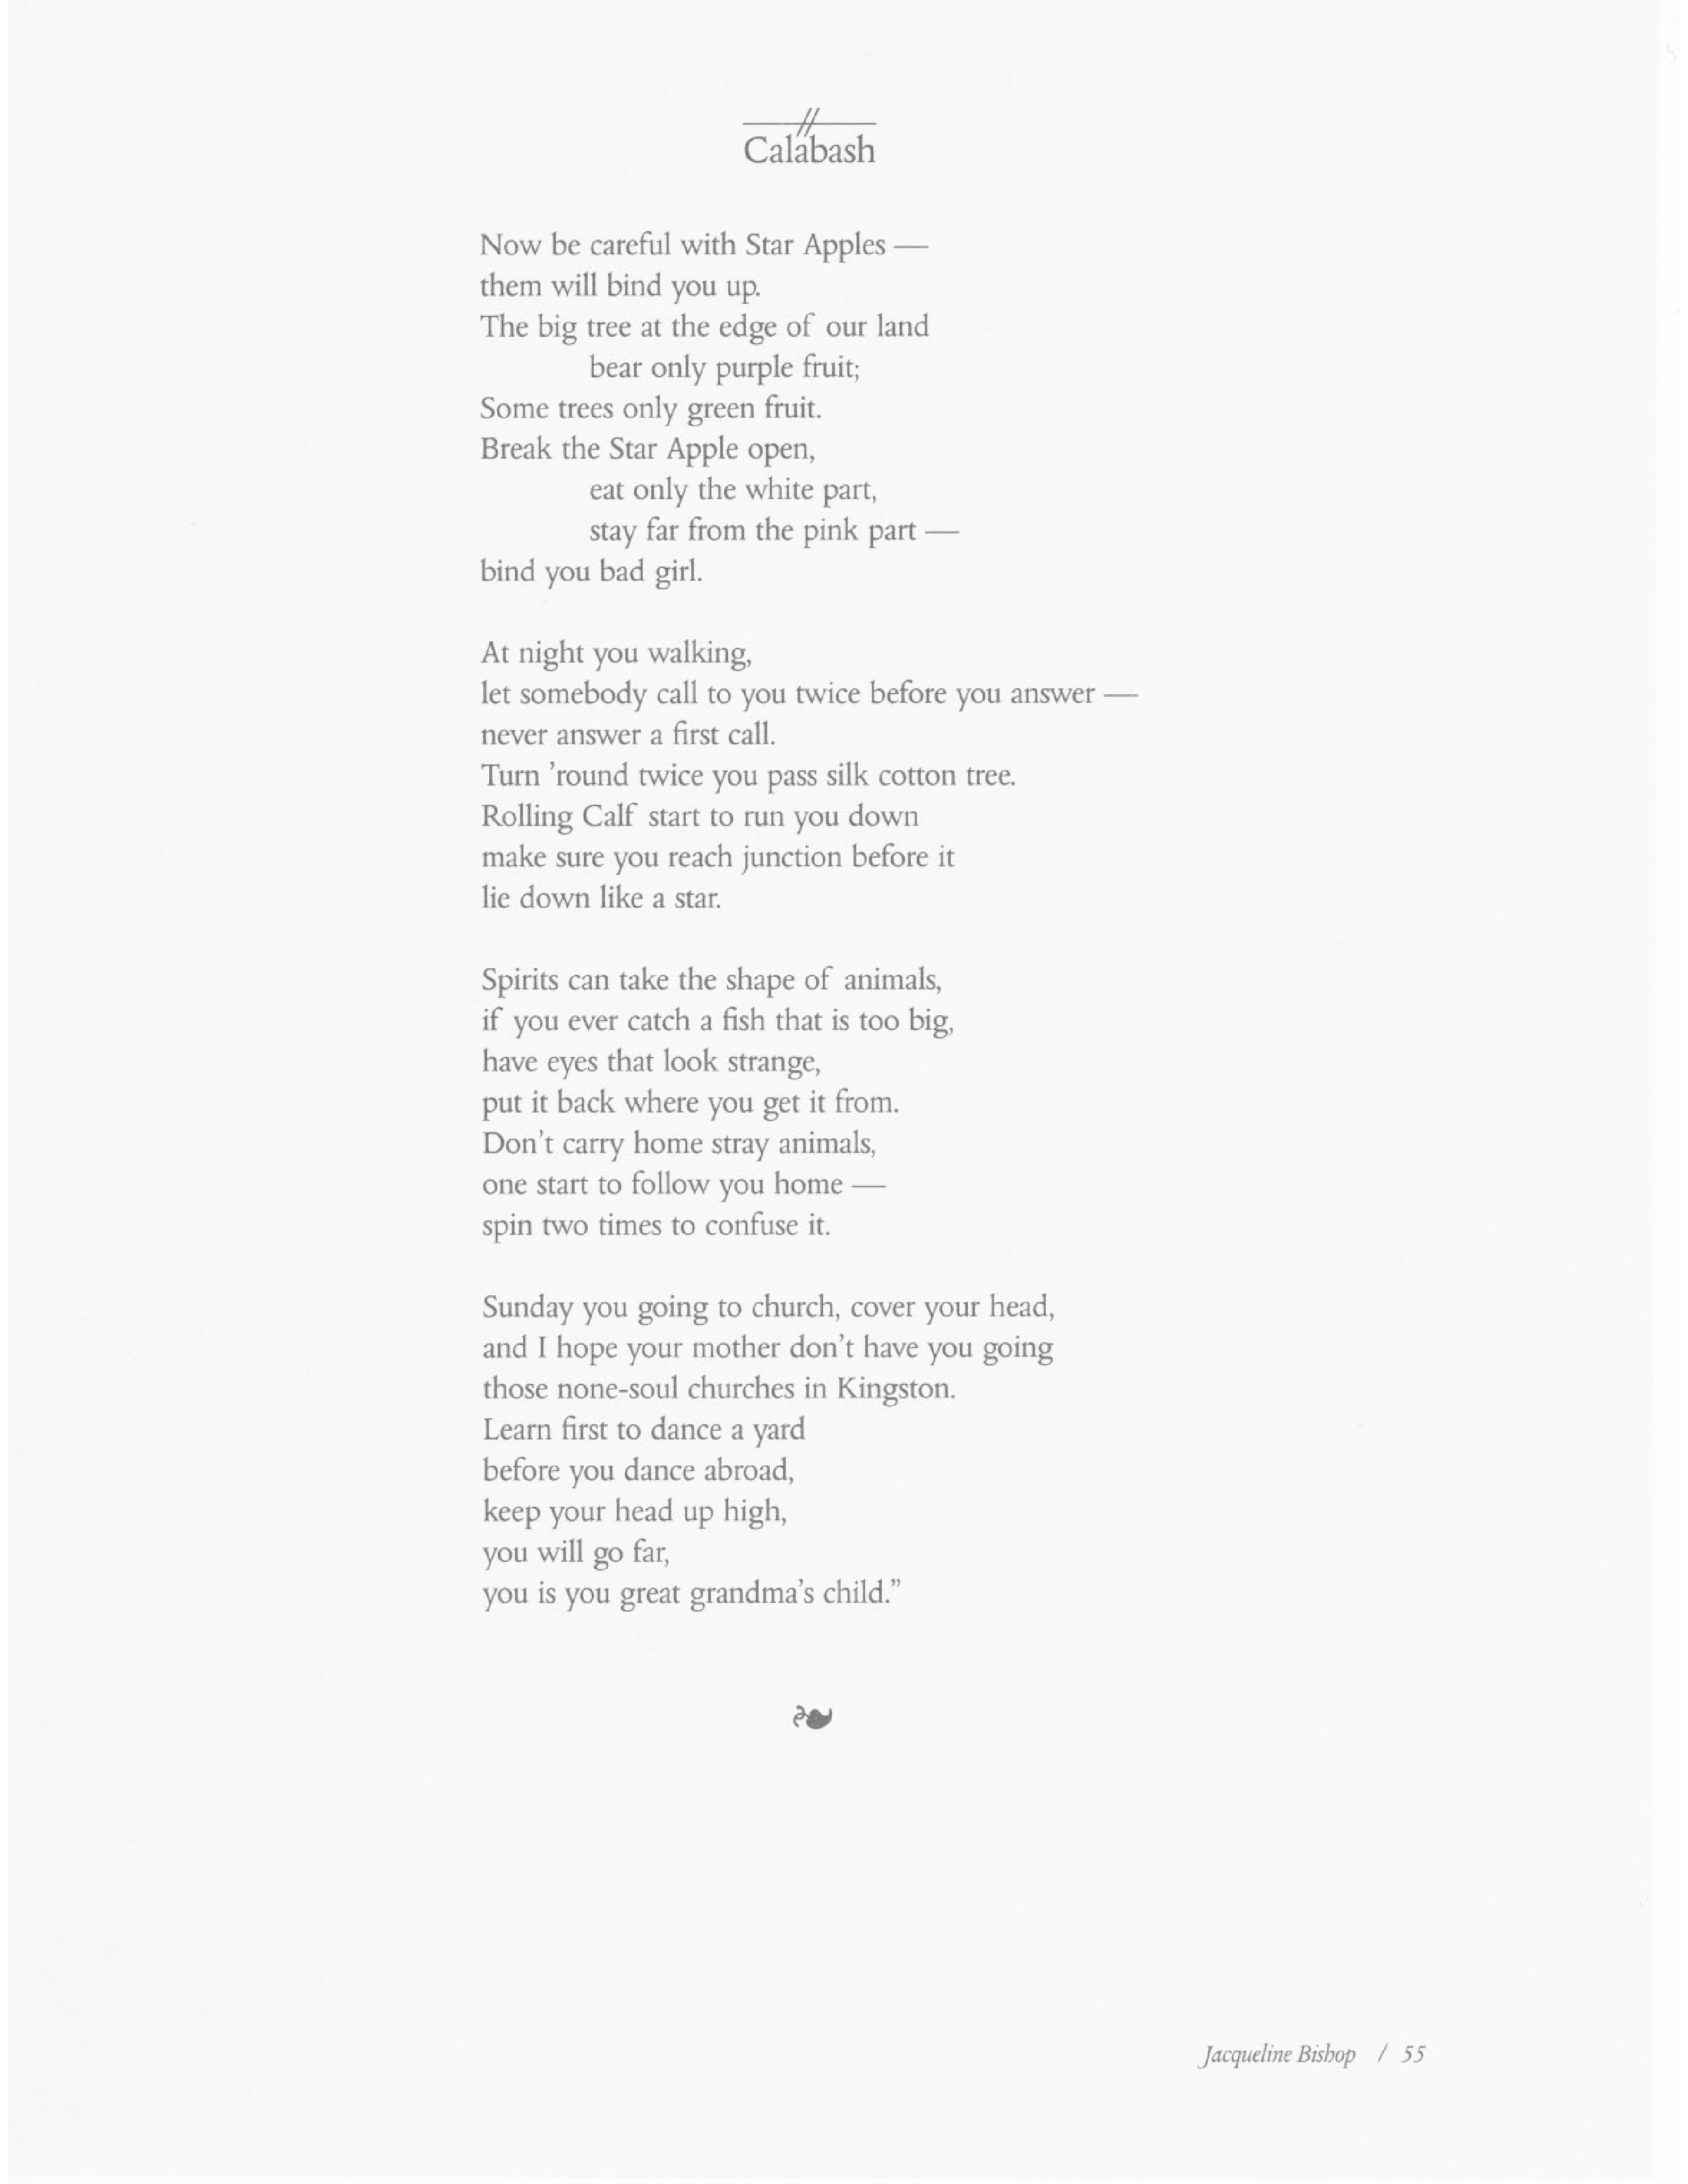 Calabash
Now be careful with Star Apples —
them will bind you up.
The big tree at the edge of our land
bear only purple fruit;
Some trees only green fruit.
Break the Star Apple open,
eat only the white part,
stay far from the pink part —
bind you bad girl.
At night you walking,
let somebody call to you twice before you answer —
never answer a first call.
Turn ’round twice you pass silk cotton tree.
Rolling Calf start to run you down
make sure you reach junction before it
lie down like a star.
Spirits can take the shape of animals,
if you ever catch a fish that is too big,
have eyes that look strange,
put it back where you get it from.
Don’t carry home stray animals,
one start to follow you home —
spin two times to confuse it.
Sunday you going to church, cover your head,
and I hope your mother don’t have you going
those none-soul churches in Kingston.
Learn first to dance a yard
before you dance abroad,
keep your head up high,
you will go far,
you is you great grandma’s child.”
Jacqueline Bishop / 55